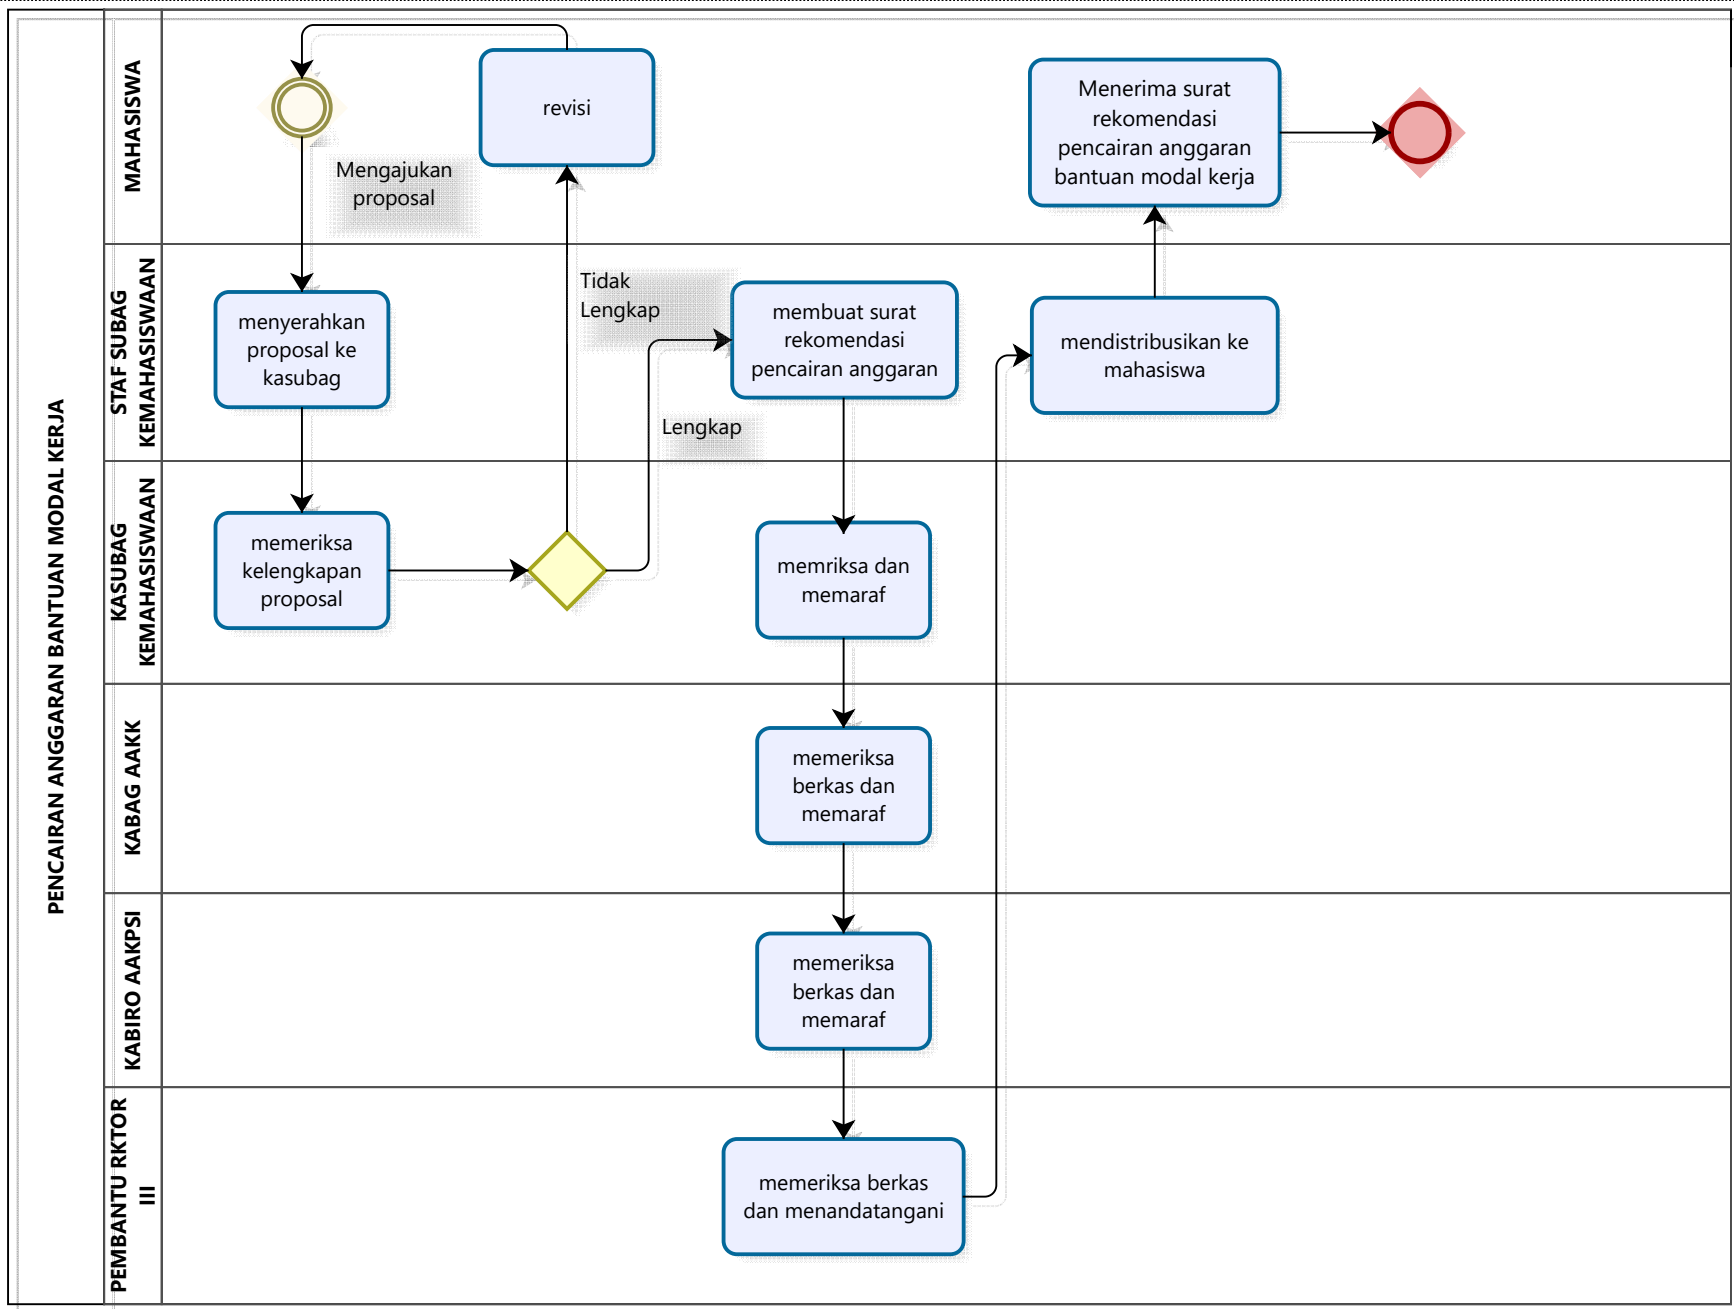 PENCAIRAN ANGGARAN BANTUAN MODAL KERJA
MAHASISWA
Mengajukan
proposal
revisi
Menerima surat
rekomendasi
pencairan anggaran
bantuan modal kerja
STAF SUBAG
KEMAHASISWAAN
menyerahkan
proposal ke
kasubag
Tidak
Lengkap
Lengkap
membuat surat
rekomendasi
pencairan anggaran
mendistribusikan ke
mahasiswa
KASUBAG
KEMAHASISWAAN
memeriksa
kelengkapan
proposal
memriksa dan
memaraf
KABAG AAKK
memeriksa
berkas dan
memaraf
KABIRO AAKPSI
memeriksa
berkas dan
memaraf
PEMBANTU RKTOR
III
memeriksa berkas
dan menandatangani